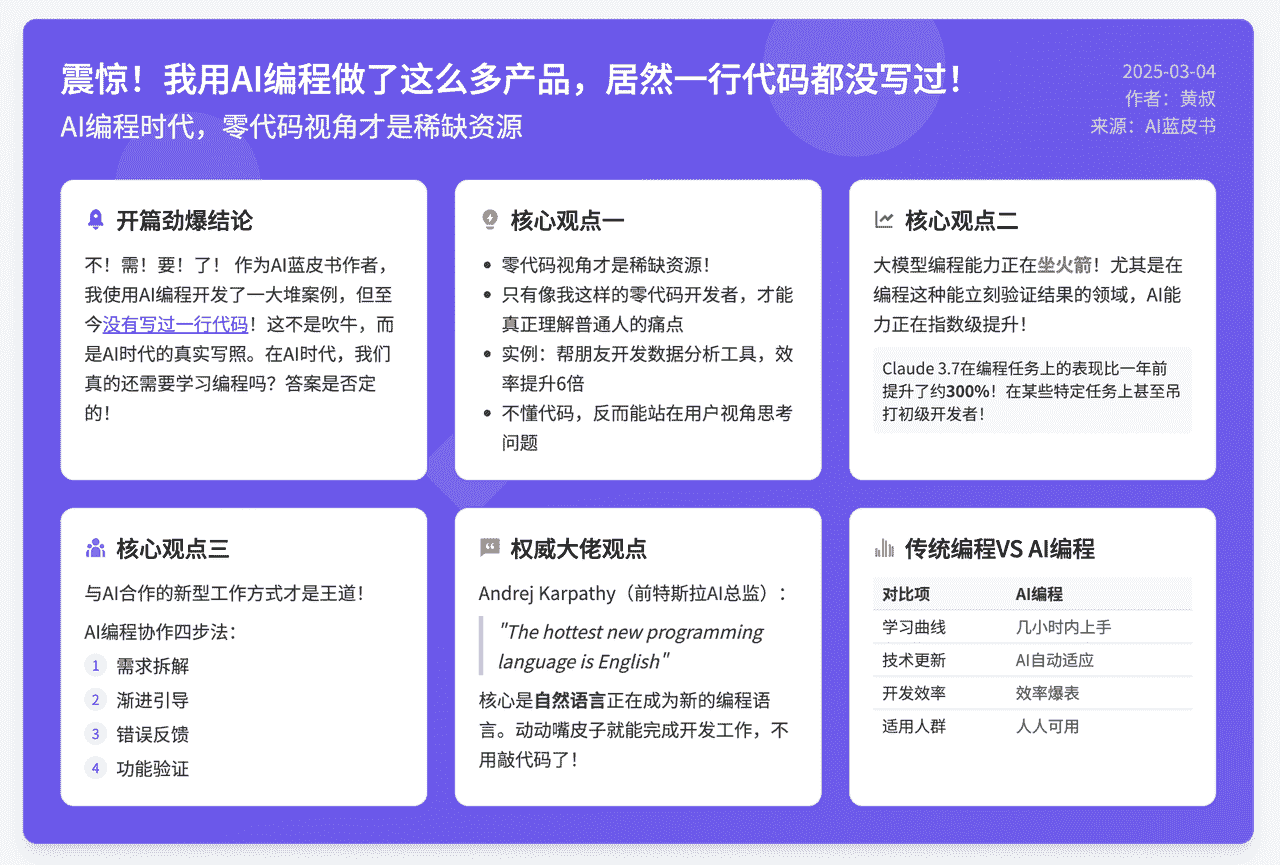 震惊！我用AI编程做了这么多产品，居然一行代码都没写过！
AI编程时代，零代码视角才是稀缺资源
2025-03-04
作者：黄叔
来源：AI蓝皮书
开篇劲爆结论
不！需！要！了！ 作为AI蓝皮书作者，
我使用AI编程开发了一大堆案例，但至
今没有写过一行代码！这不是吹牛，而
是AI时代的真实写照。在AI时代，我们
真的还需要学习编程吗？答案是否定
的！
核心观点一
• 零代码视角才是稀缺资源！
• 只有像我这样的零代码开发者，才能
真正理解普通人的痛点
• 实例：帮朋友开发数据分析工具，效
率提升6倍
• 不懂代码，反而能站在用户视角思考
问题
核心观点二
大模型编程能力正在坐火箭！尤其是在
编程这种能立刻验证结果的领域，AI能
力正在指数级提升！
Claude 3.7在编程任务上的表现比一年前
提升了约300%！在某些特定任务上甚至吊
打初级开发者！
核心观点三
与AI合作的新型工作方式才是王道！
AI编程协作四步法：
1 需求拆解
2 渐进引导
3 错误反馈
4 功能验证
权威大佬观点
Andrej Karpathy（前特斯拉AI总监）：
"The hottest new programming
language is English"
核心是自然语言正在成为新的编程语
言。动动嘴皮子就能完成开发工作，不
用敲代码了！
传统编程VS AI编程
对比项 AI编程
学习曲线 几小时内上手
技术更新 AI自动适应
开发效率 效率爆表
适用人群 人人可用